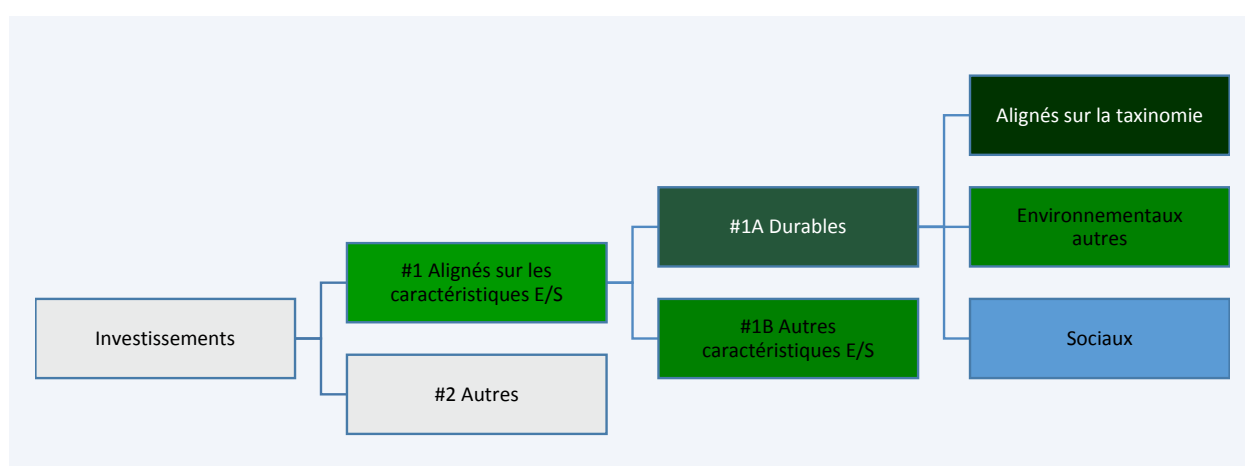 Investissements
#1 Alignés sur les
caractéristiques E/S
#2 Autres
#1A Durables
#1B Autres
caractéristiques E/S
Alignés sur la taxinomie
Environnementaux
autres
Sociaux